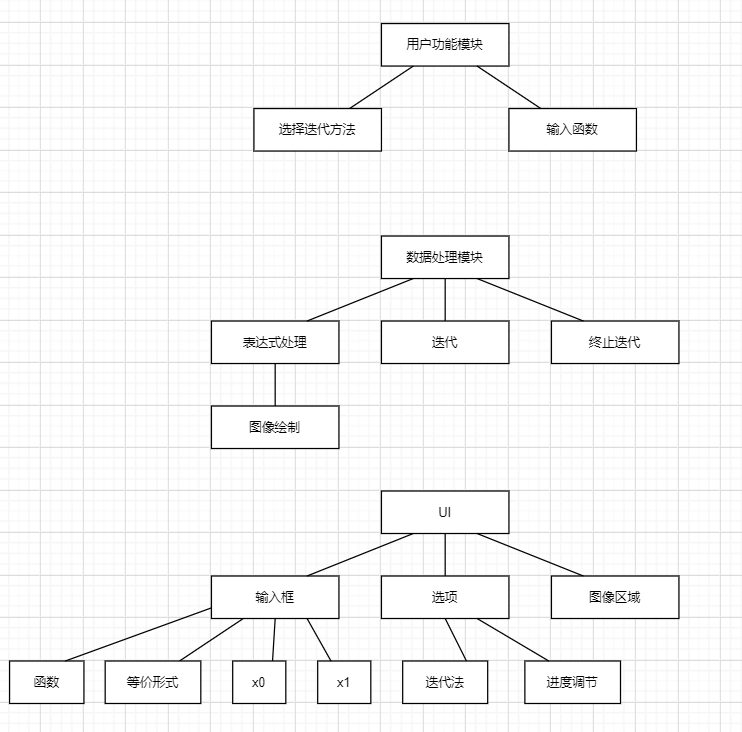 用户功能模块
选择迭代方法
输入函数
数据处理模块
表达式处理
迭代
终止迭代
图像绘制
UI
输入框
选项
图像区域
函数
等价形式
x0
x1
迭代法
进度调节